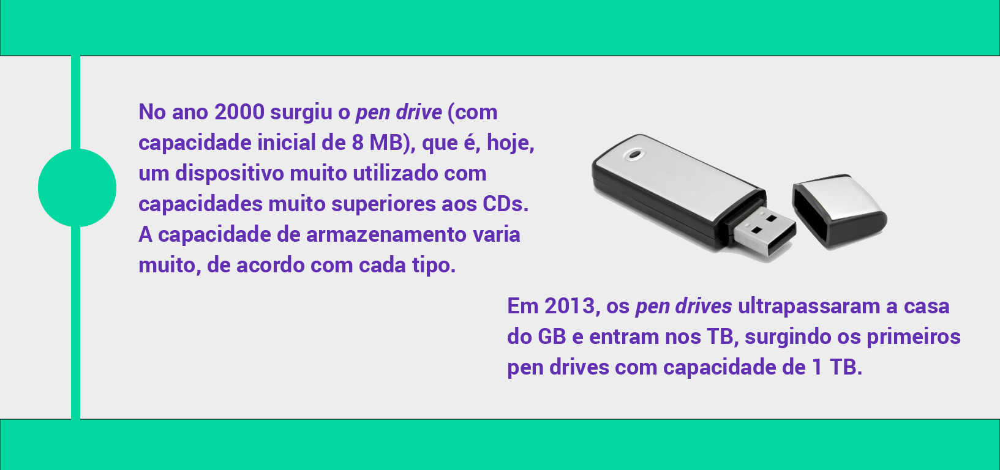 No ano 2000 surgiu o pen drive (com
capacidade inicial de 8 MB), que é, hoje,
um dispositivo muito utilizado com
capacidades muito superiores aos CDs.
A capacidade de armazenamento varia
muito, de acordo com cada tipo.
Em 2013, os pen drives ultrapassaram a casa
do GB e entram nos TB, surgindo os primeiros
pen drives com capacidade de 1 TB.